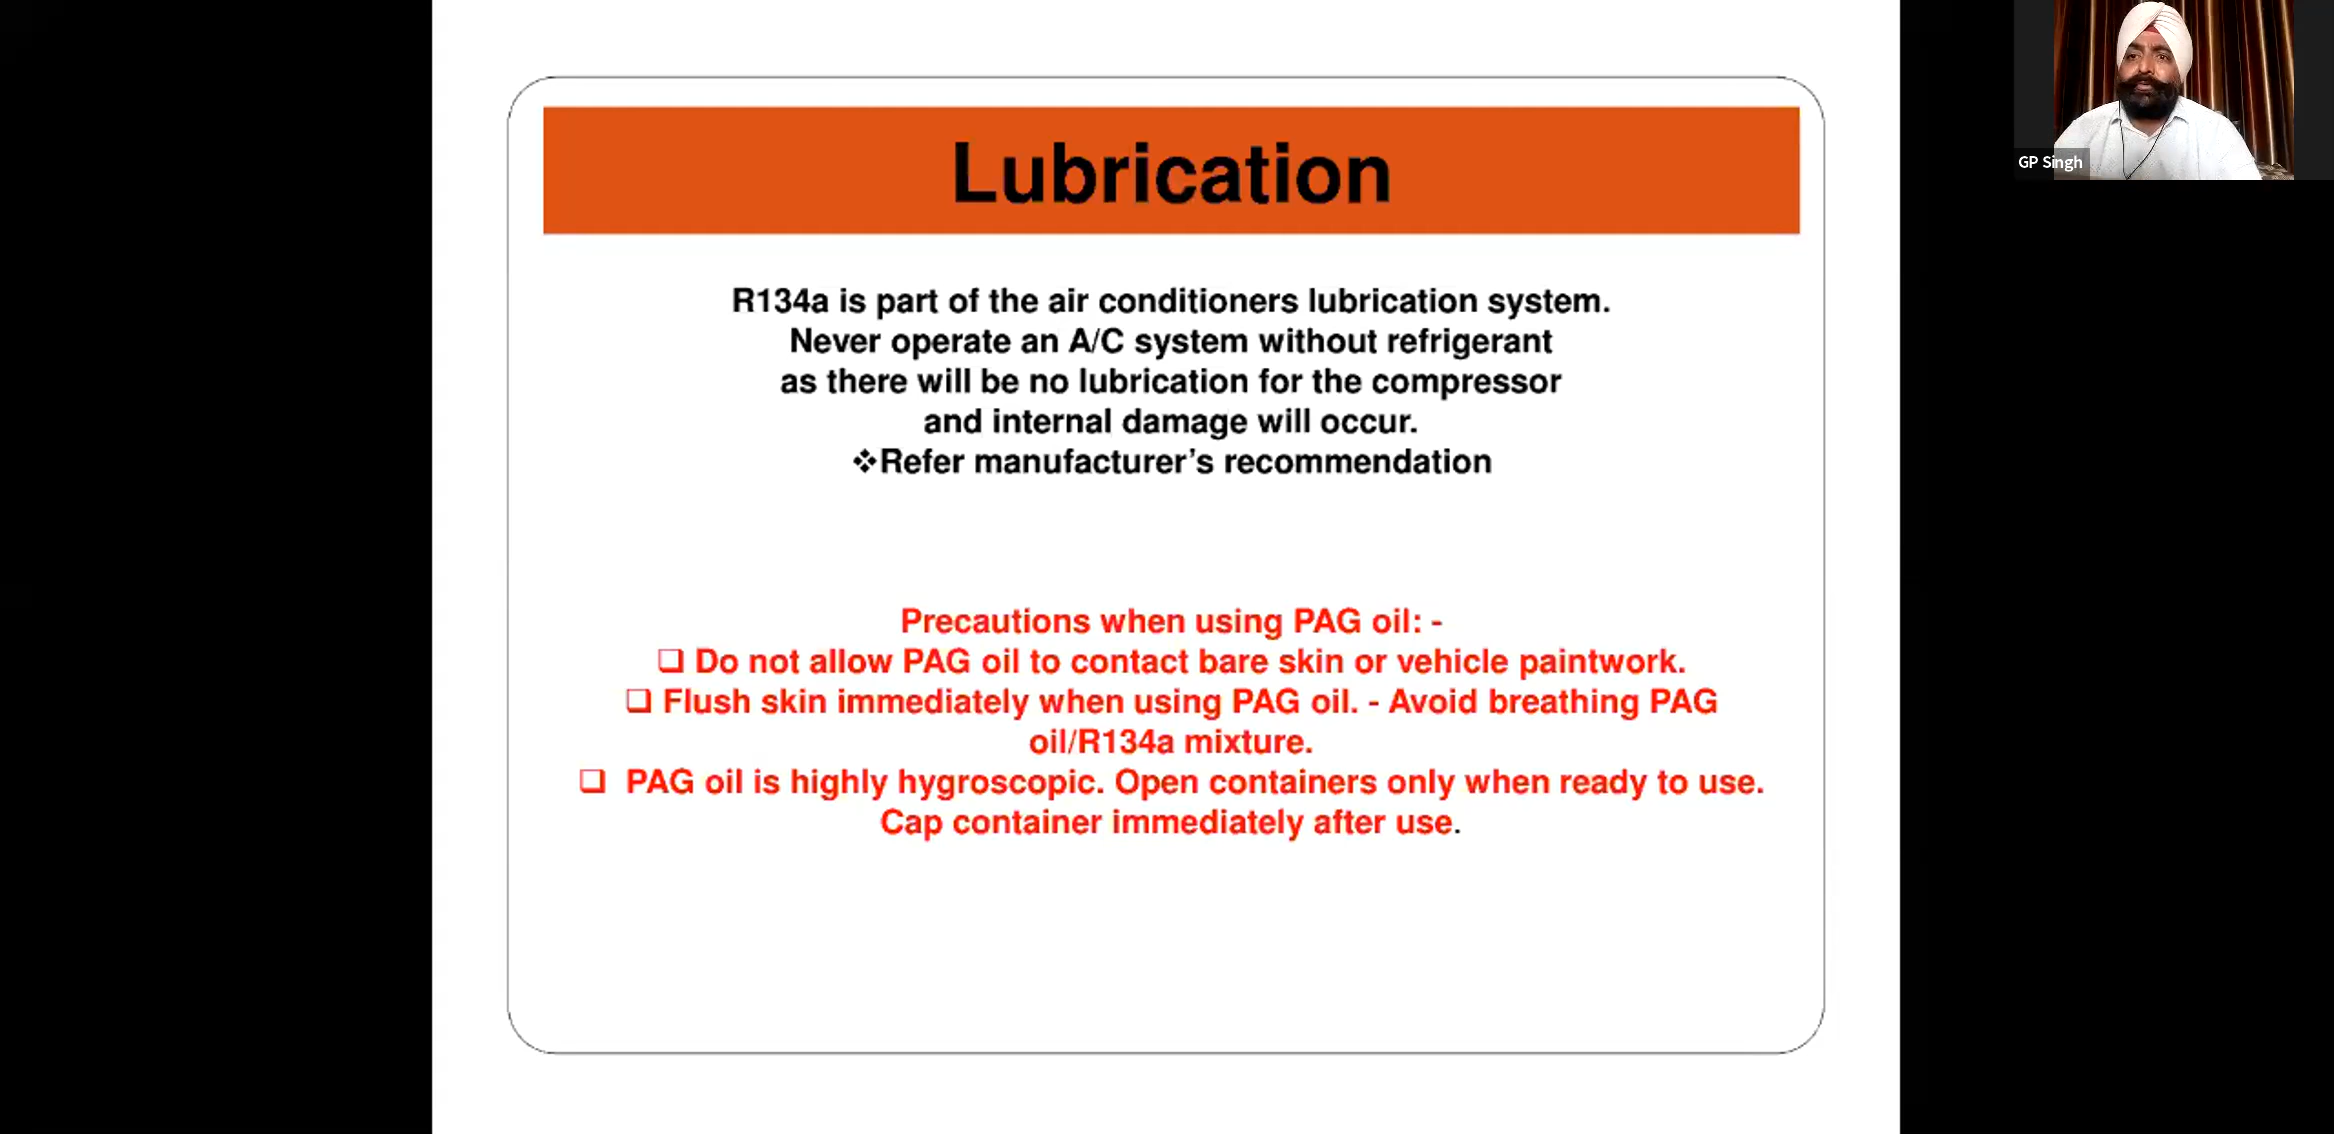 Lubrication
R134a is part of the air conditioners lubrication system.
Never operate an A/C system without refrigerant
as there will be no lubrication for the compressor
and internal damage will occur.
❖Refer manufacturer’s recommendation
Precautions when using PAG oil: -
❑ Do not allow PAG oil to contact bare skin or vehicle paintwork.
❑ Flush skin immediately when using PAG oil. - Avoid breathing PAG
oil/R134a mixture.
❑ PAG oil is highly hygroscopic. Open containers only when ready to use.
Cap container immediately after use.
GP Singh